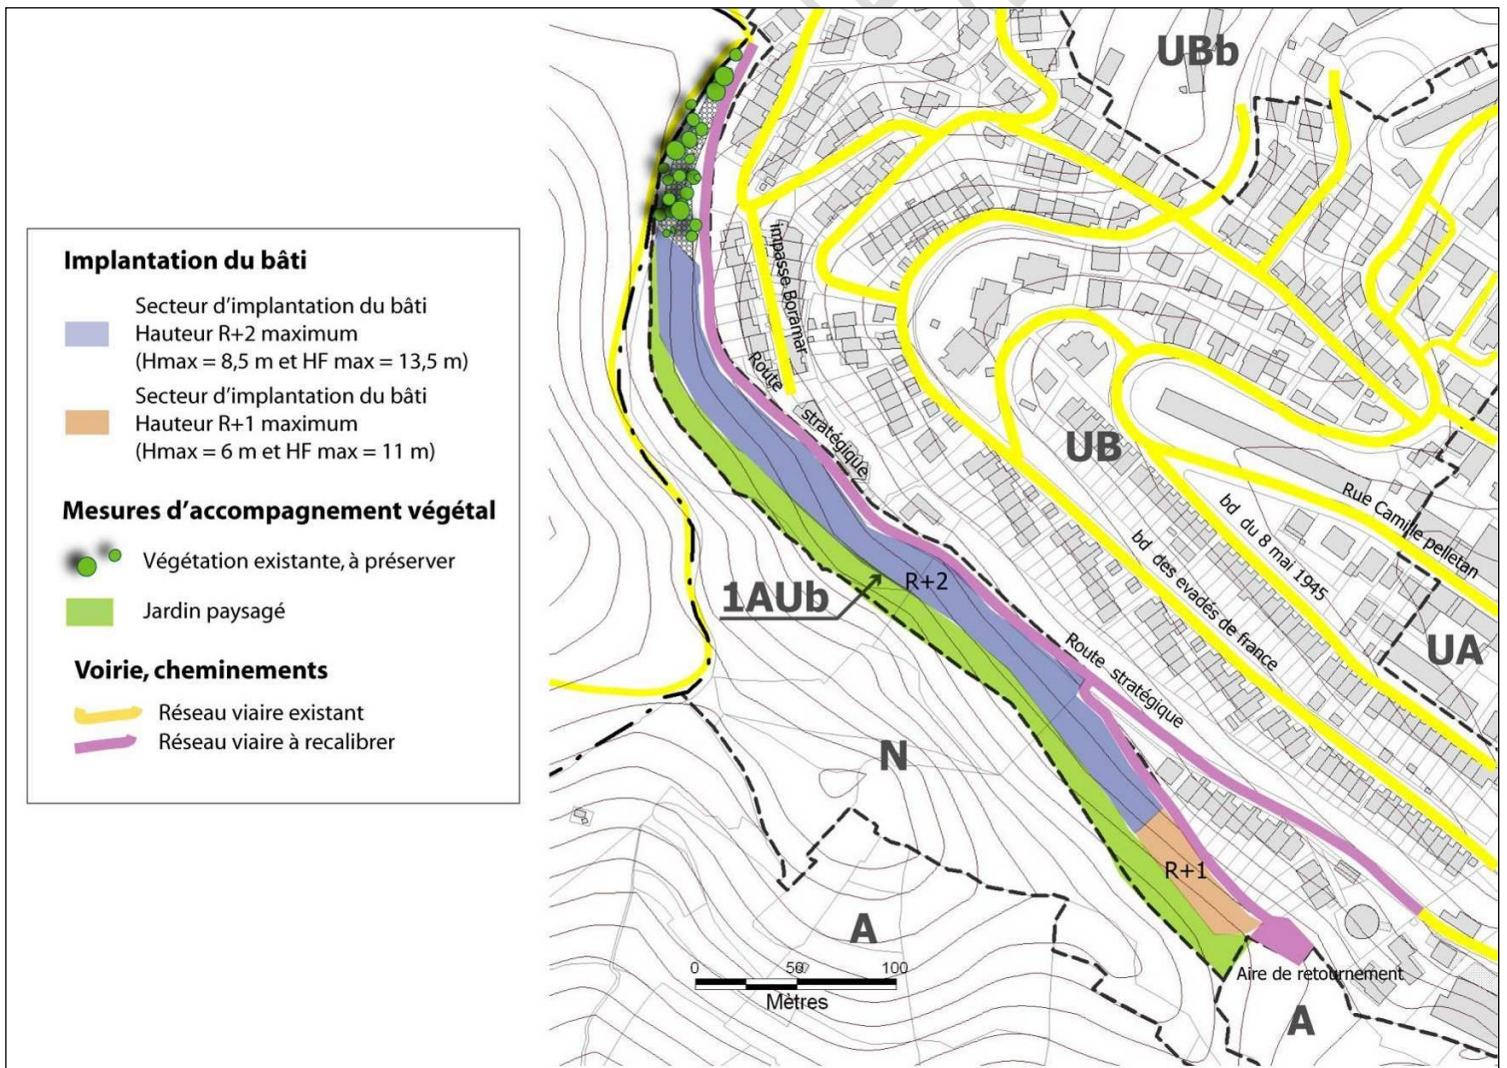 Implantation du bâti
Secteur d'implantation du bâti
Hauteur R+2 maximum
(Hmax = 8,5 m et HF max = 13,5 m)
Secteur d'implantation du bâti
Hauteur R+1 maximum
(Hmax = 6 m et HF max = 11 m)
Mesures d'accompagnement végétal
Végétation existante, à préserver
Jardin paysagé
Voirie, cheminements
Réseau viaire existant
Réseau viaire à recalibrer
UBb
impasse Boramar
Route
stratégique
UB
Rue Camille pelletan
bd du 8 mai 1945
bd des evadés de france
R+2
1AUb
UA
Route stratégique
N
R+1
A
0 50 100
Mètres
Aire de retournement
A